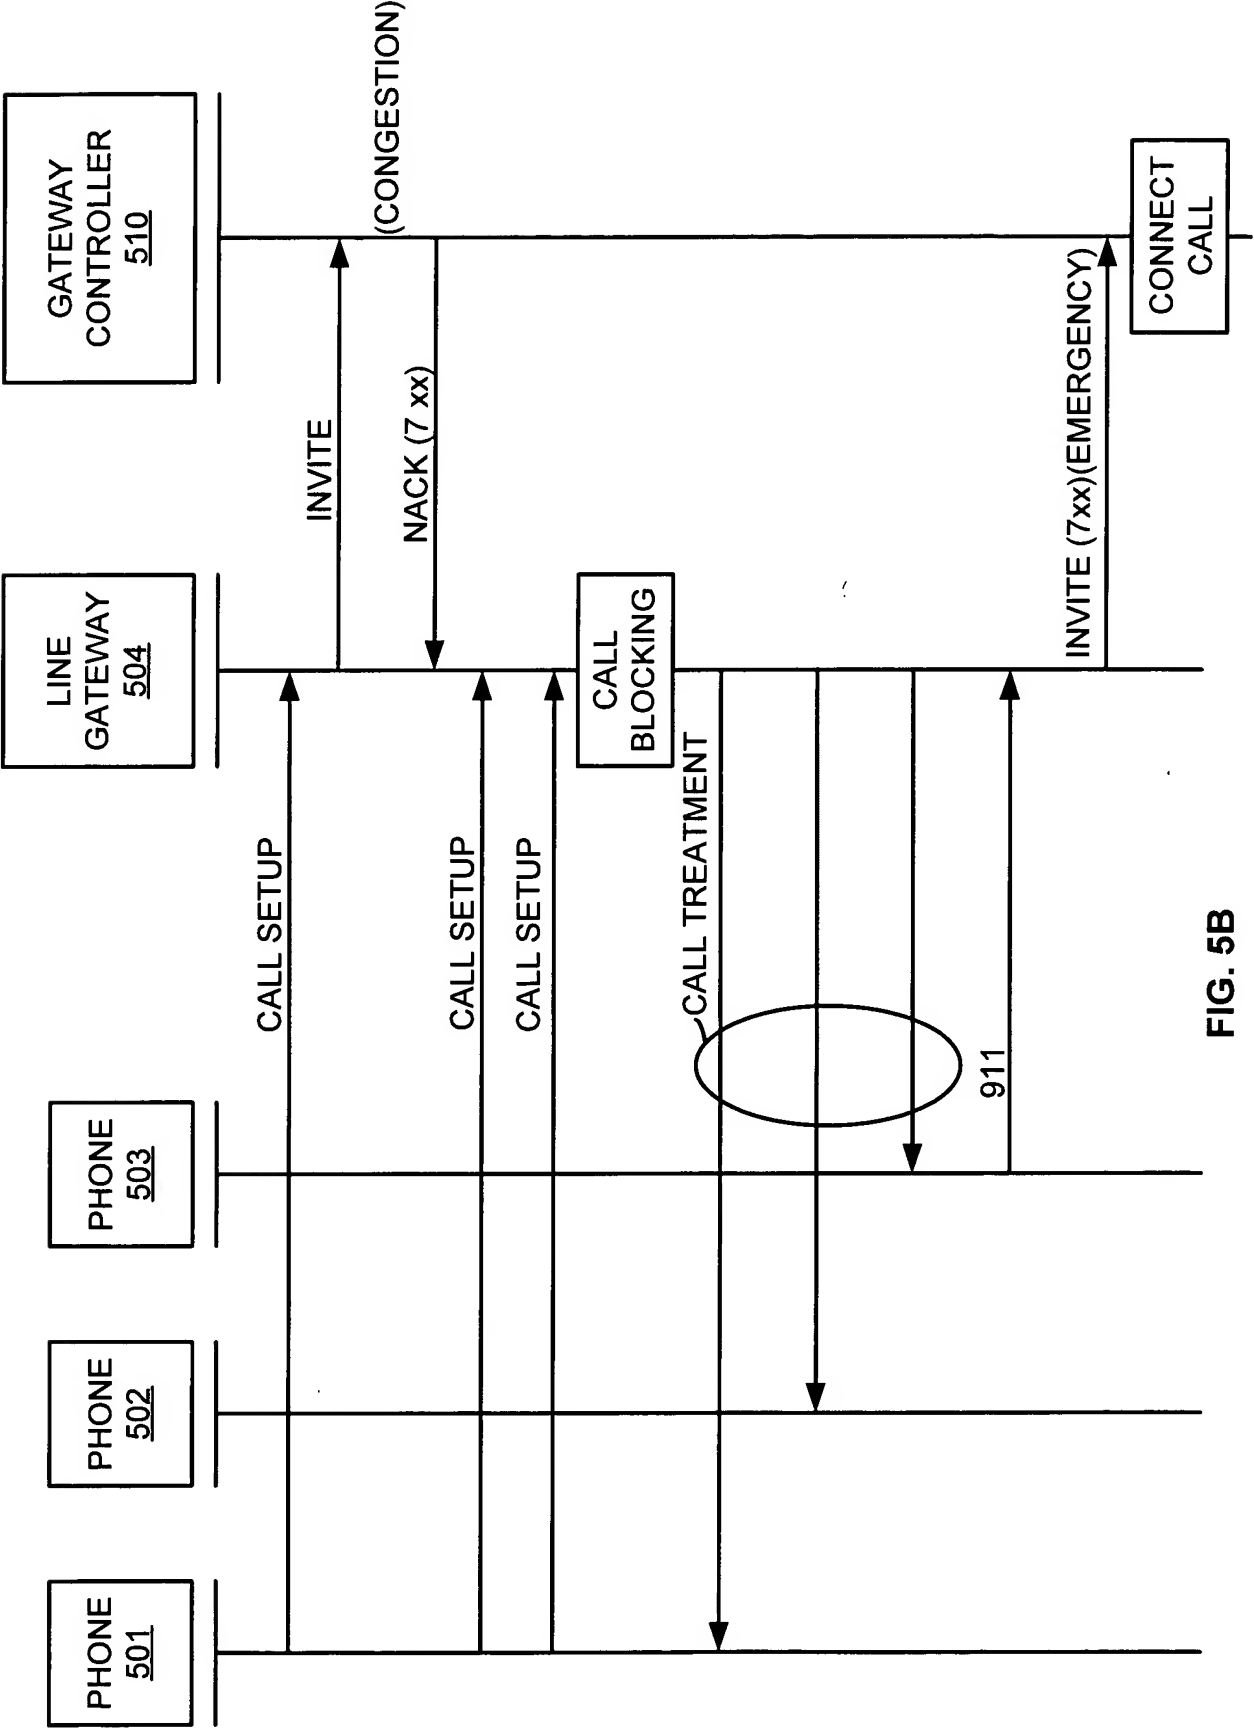 PHONE
501
PHONE
502
PHONE
503
LINE
GATEWAY
504
GATEWAY
CONTROLLER
510
CALL SETUP
INVITE
(CONGESTION)
NACK (7 xx)
CALL SETUP
CALL SETUP
CALL
BLOCKING
CALL TREATMENT
911
INVITE (7xx)(EMERGENCY)
CONNECT
CALL
FIG. 5B